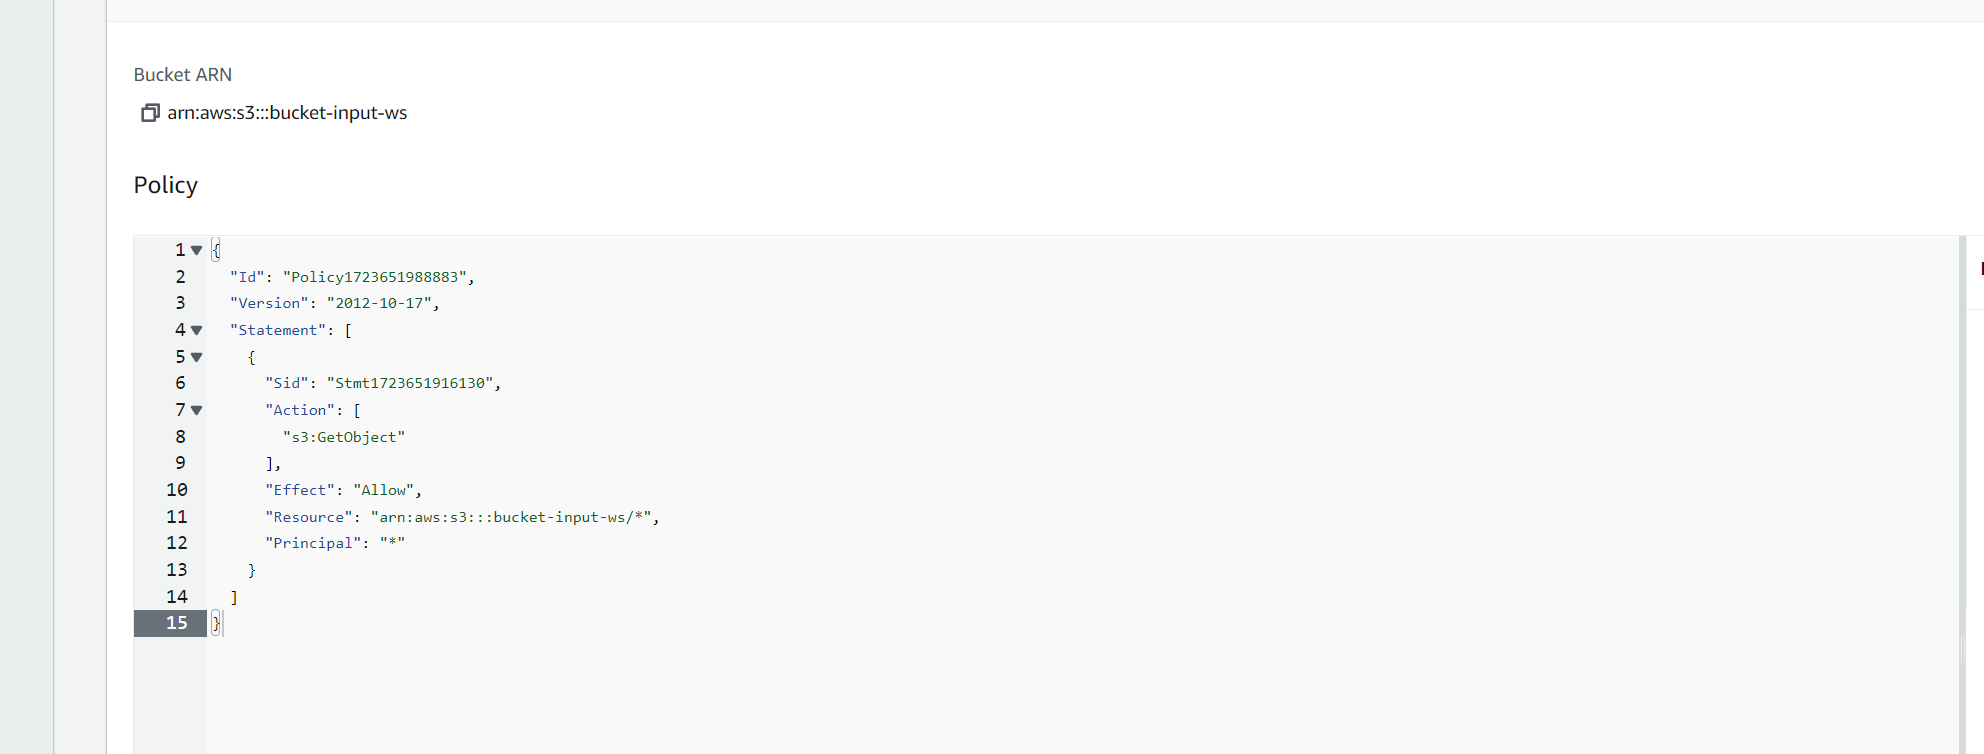 Bucket ARN
arn:aws:s3:::bucket-input-ws
Policy
1 {
2 "Id": "Policy1723651988883",
3 "Version": "2012-10-17",
4 "Statement": [
5 {
6 "Sid": "Stmt1723651916130",
7 "Action": [
8 "s3:GetObject"
9 ],
10 "Effect": "Allow",
11 "Resource": "arn:aws:s3:::bucket-input-ws/*",
12 "Principal": "*"
13 }
14 ]
15 }